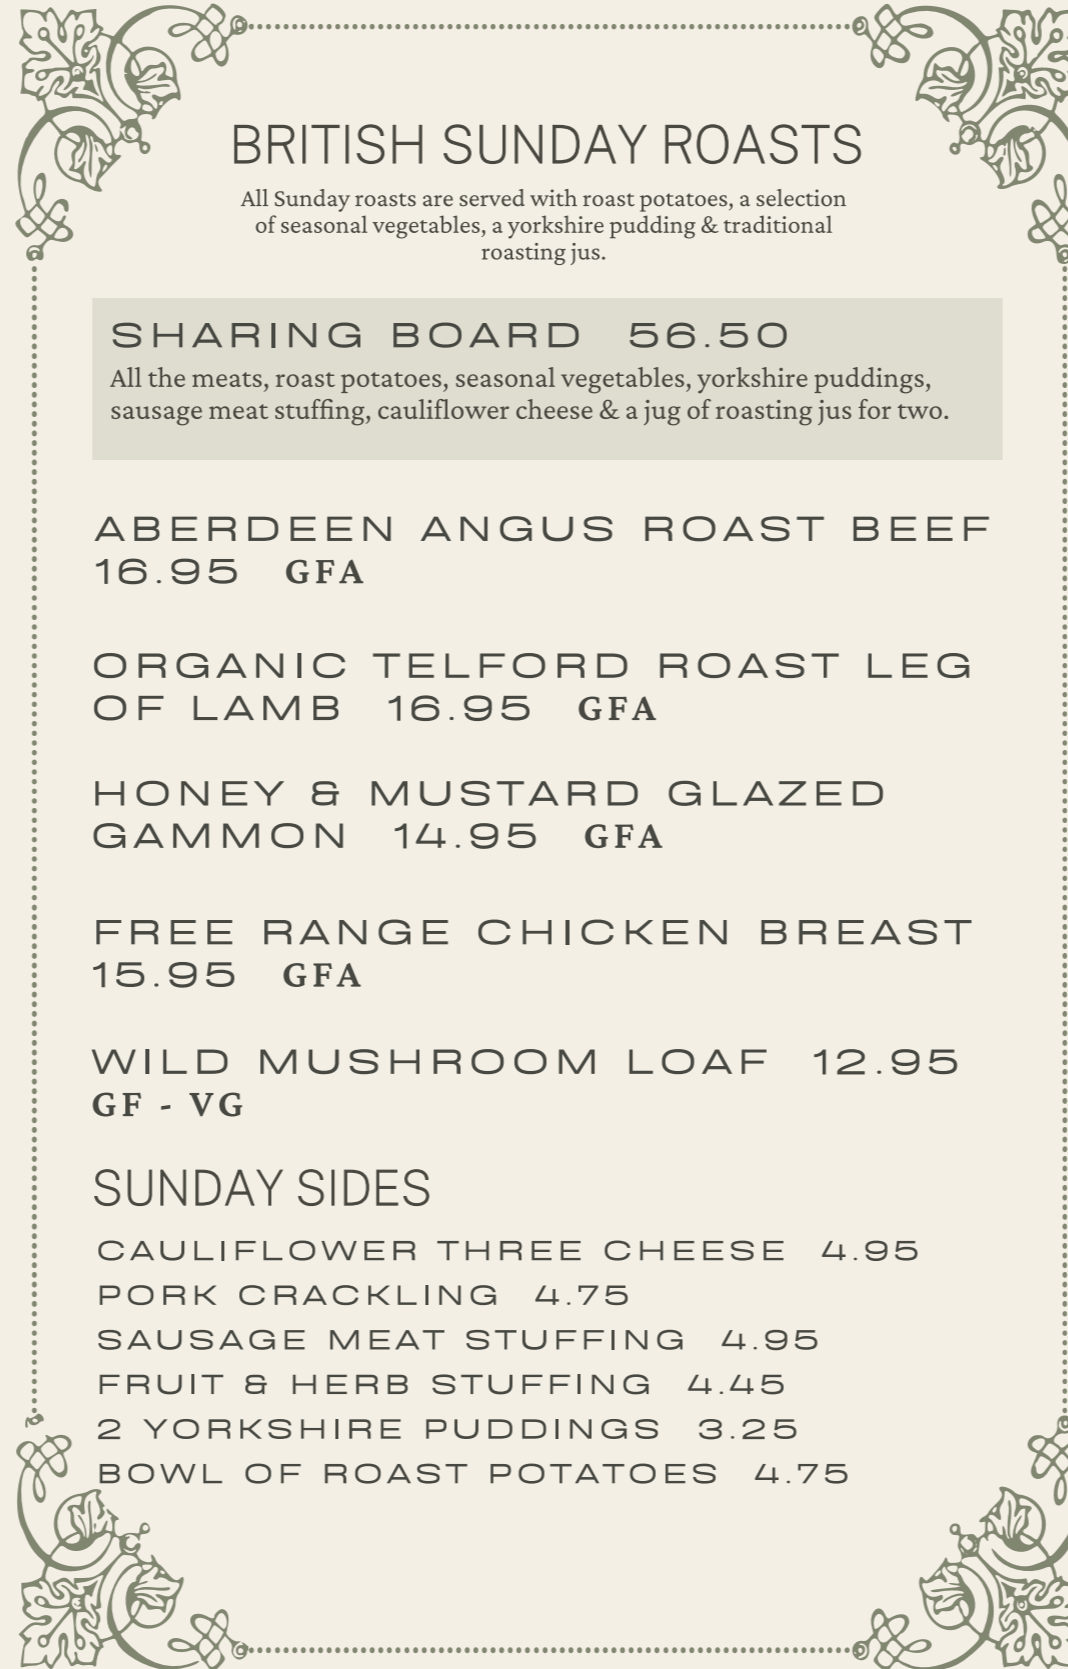 BRITISH SUNDAY ROASTS
All Sunday roasts are served with roast potatoes, a selection
of seasonal vegetables, a yorkshire pudding & traditional
roasting jus.
SHARING BOARD 56.50
All the meats, roast potatoes, seasonal vegetables, yorkshire puddings,
sausage meat stuffing, cauliflower cheese & a jug of roasting jus for two.
ABERDEEN ANGUS ROAST BEEF
16.95 GFA
ORGANIC TELFORD ROAST LEG
OF LAMB 16.95 GFA
HONEY & MUSTARD GLAZED
GAMMON 14.95 GFA
FREE RANGE CHICKEN BREAST
15.95 GFA
WILD MUSHROOM LOAF 12.95
GF - VG
SUNDAY SIDES
CAULIFLOWER THREE CHEESE 4.95
PORK CRACKLING 4.75
SAUSAGE MEAT STUFFING 4.95
FRUIT & HERB STUFFING 4.45
2 YORKSHIRE PUDDINGS 3.25
BOWL OF ROAST POTATOES 4.75